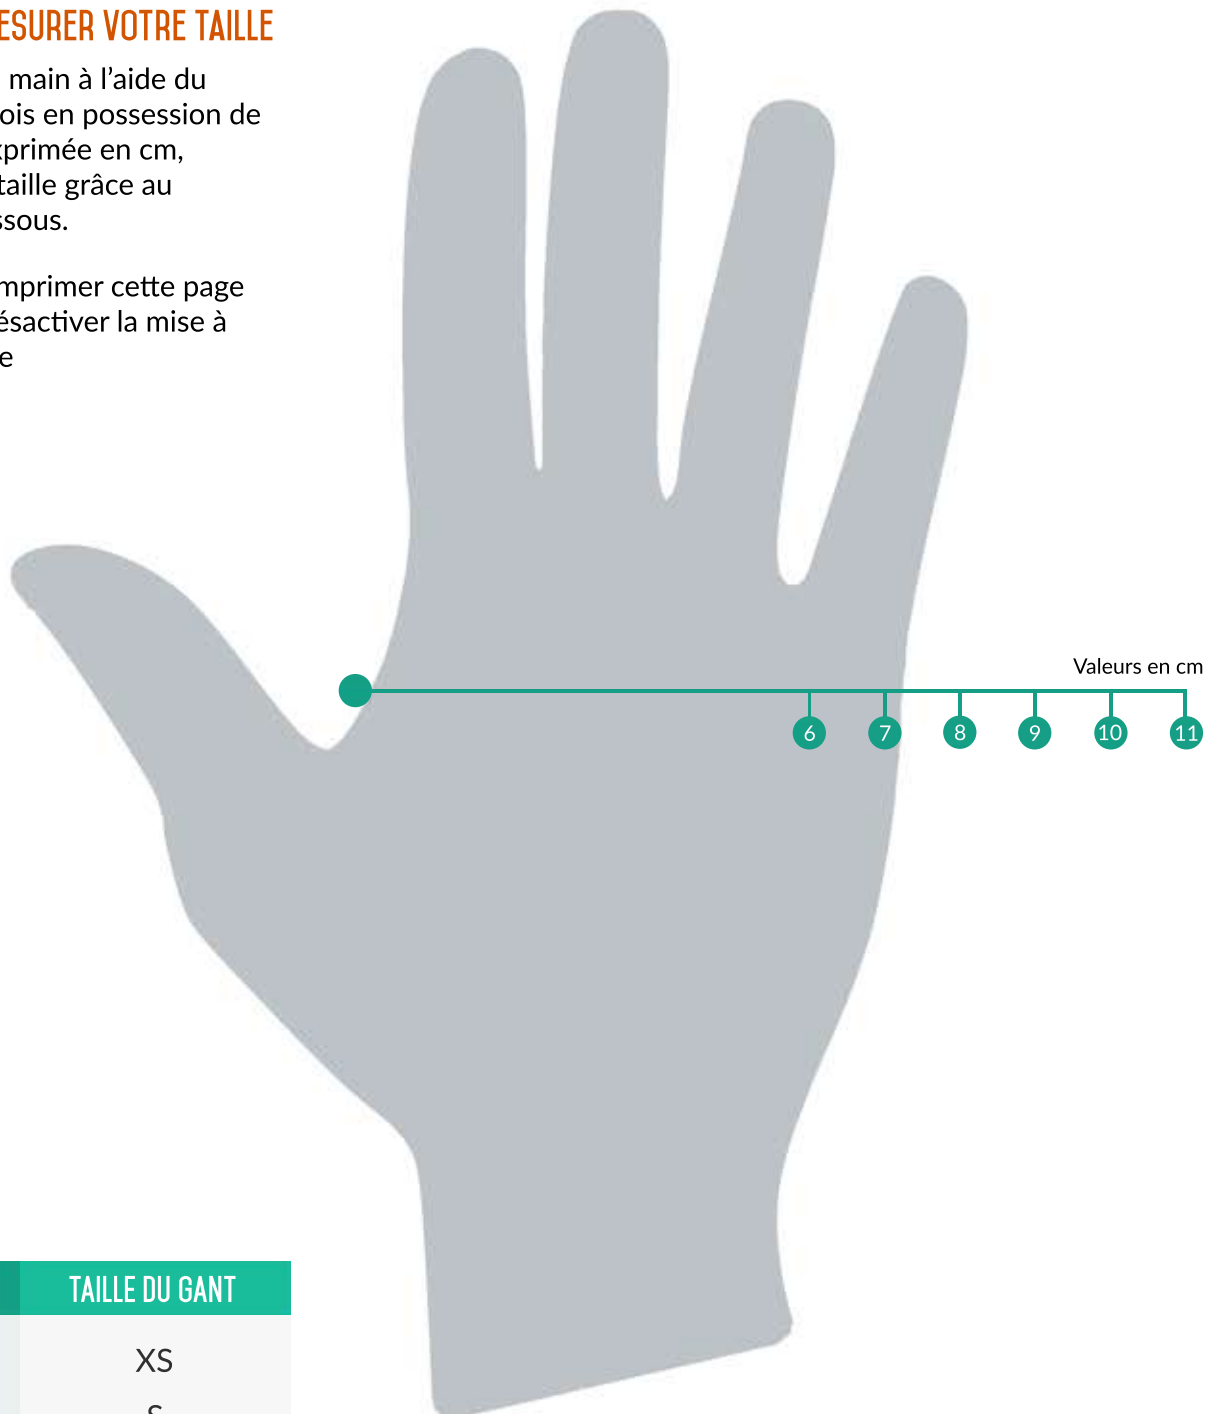 ESURER VOTRE TAILLE
main à l'aide du
ois en possession de
xprimée en cm,
taille grâce au
ssous.
mprimer cette page
ésactiver la mise à
e
Valeurs en cm
6 7 8 9 10 11
TAILLE DU GANT
XS
S